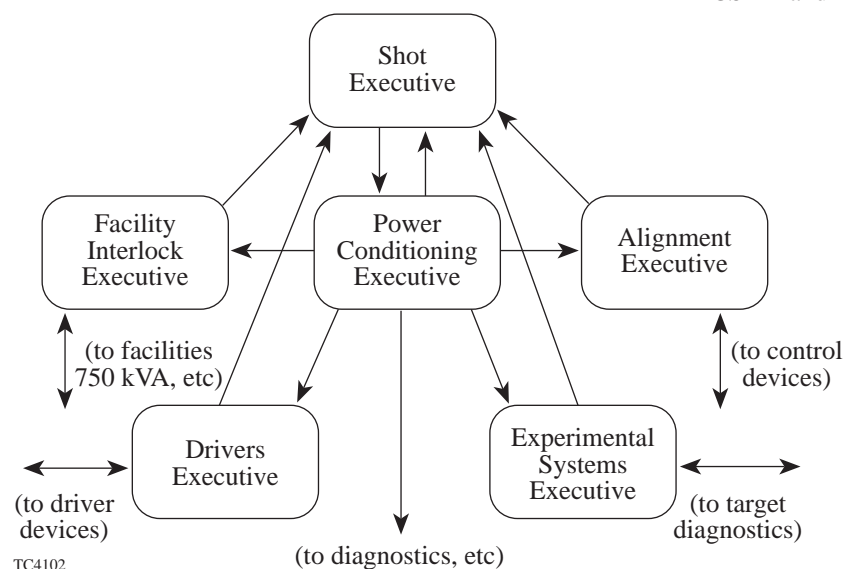 Shot
Executive
Facility
Interlock
Executive
Power
Conditioning
Executive
Alignment
Executive
(to facilities
750 kVA, etc)
(to control
devices)
Drivers
Executive
Experimental
Systems
Executive
(to driver
devices)
(to target
diagnostics)
(to diagnostics, etc)
TC4102